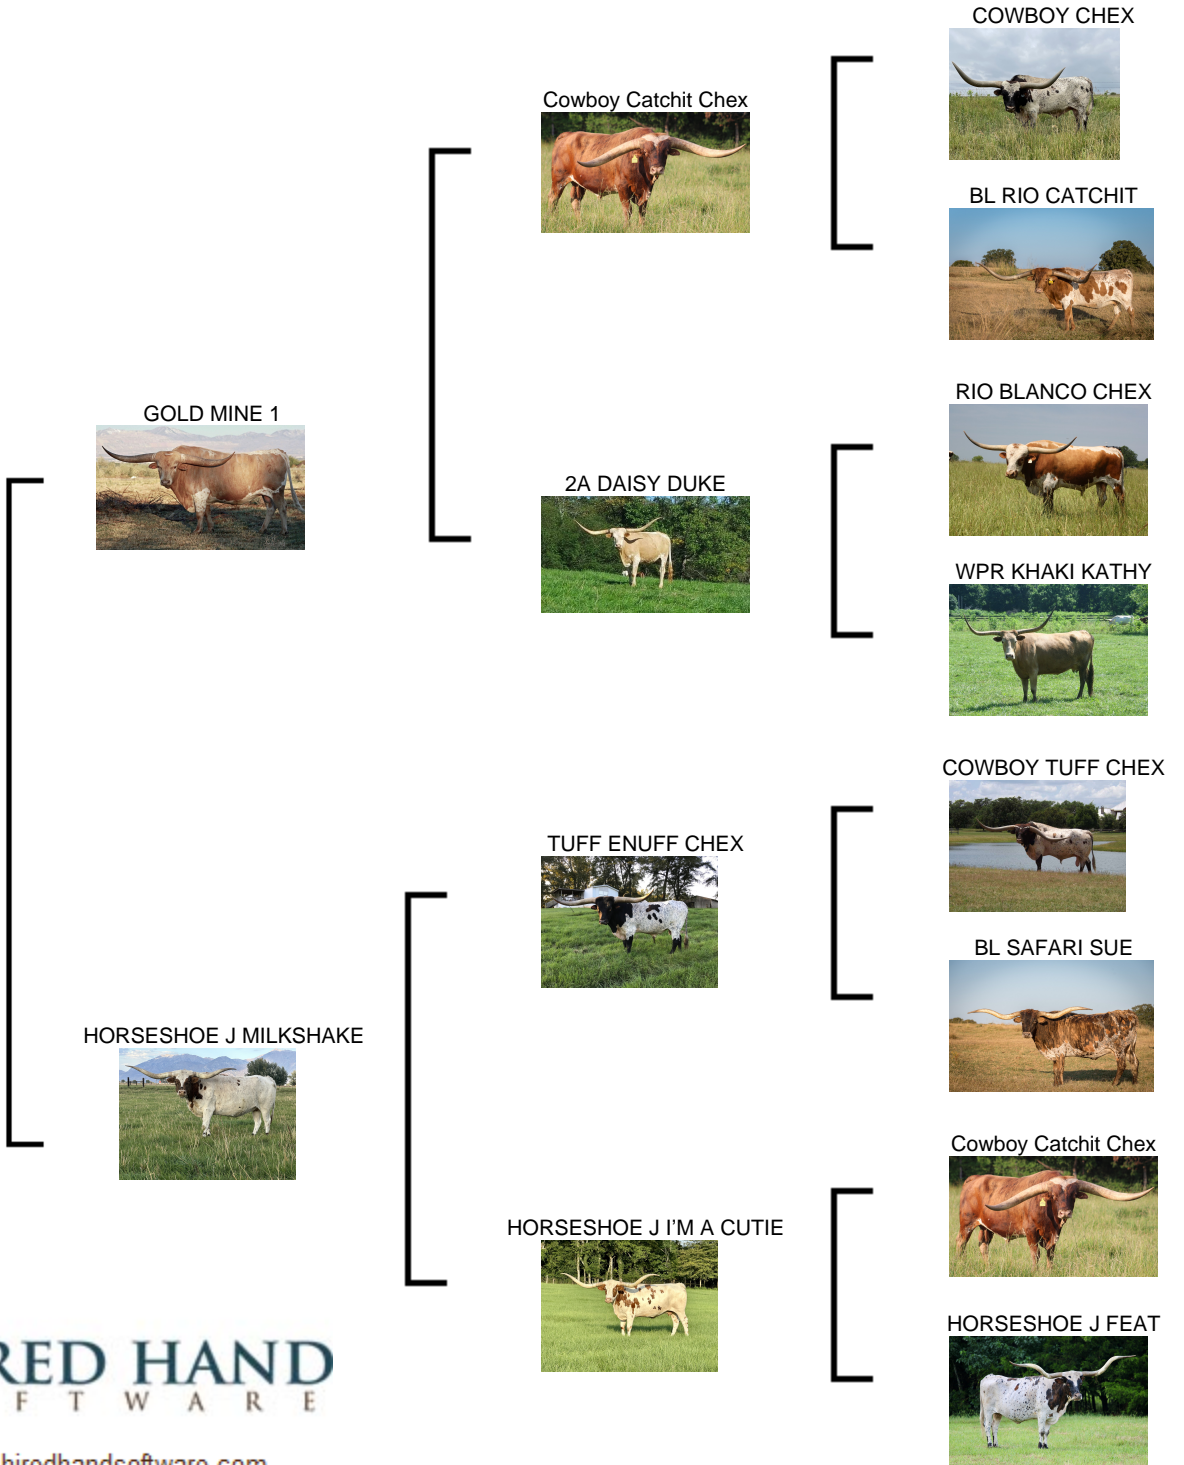 COWBOY CHEX
Cowboy Catchit Chex
BL RIO CATCHIT
GOLD MINE 1
RIO BLANCO CHEX
2A DAISY DUKE
WPR KHAKI KATHY
COWBOY TUFF CHEX
TUFF ENUFF CHEX
BL SAFARI SUE
HORSESHOE J MILKSHAKE
Cowboy Catchit Chex
HORSESHOE J I'M A CUTIE
HORSESHOE J FEAT
RED HAND
F T W A R E
hiredhandsoftware.com